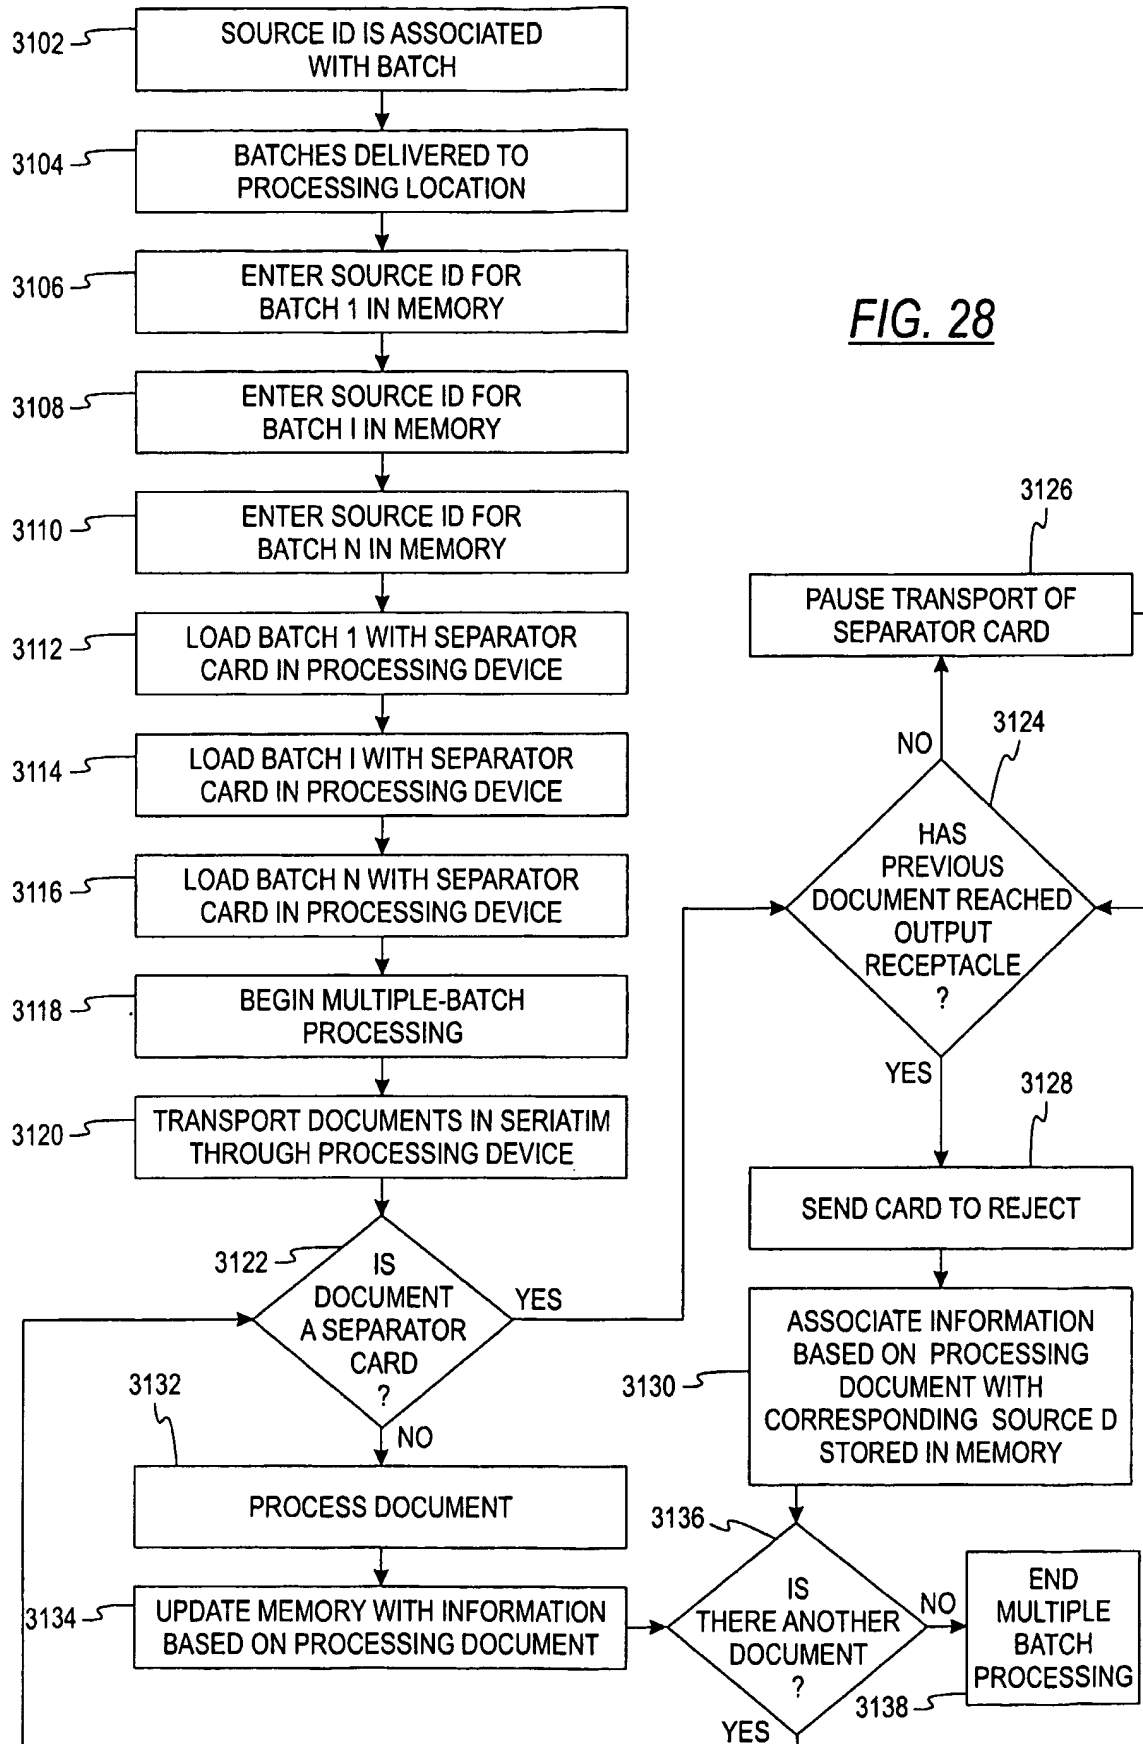 3102
SOURCE ID IS ASSOCIATED
WITH BATCH
3104
BATCHES DELIVERED TO
PROCESSING LOCATION
3106
ENTER SOURCE ID FOR
BATCH 1 IN MEMORY
FIG. 28
3108
ENTER SOURCE ID FOR
BATCH I IN MEMORY
3110
ENTER SOURCE ID FOR
BATCH N IN MEMORY
3112
LOAD BATCH 1 WITH SEPARATOR
CARD IN PROCESSING DEVICE
3114
LOAD BATCH I WITH SEPARATOR
CARD IN PROCESSING DEVICE
3116
LOAD BATCH N WITH SEPARATOR
CARD IN PROCESSING DEVICE
3118
BEGIN MULTIPLE-BATCH
PROCESSING
3120
TRANSPORT DOCUMENTS IN SERIATIM
THROUGH PROCESSING DEVICE
3122
IS
DOCUMENT
A SEPARATOR
CARD
?
YES
NO
3132
PROCESS DOCUMENT
3134
UPDATE MEMORY WITH INFORMATION
BASED ON PROCESSING DOCUMENT
3126
PAUSE TRANSPORT OF
SEPARATOR CARD
NO
3124
HAS
PREVIOUS
DOCUMENT REACHED
OUTPUT
RECEPTACLE
?
YES
3128
SEND CARD TO REJECT
3130
ASSOCIATE INFORMATION
BASED ON PROCESSING
DOCUMENT WITH
CORRESPONDING SOURCE D
STORED IN MEMORY
3136
IS
THERE ANOTHER
DOCUMENT
?
NO
YES
END
MULTIPLE
BATCH
PROCESSING
3138